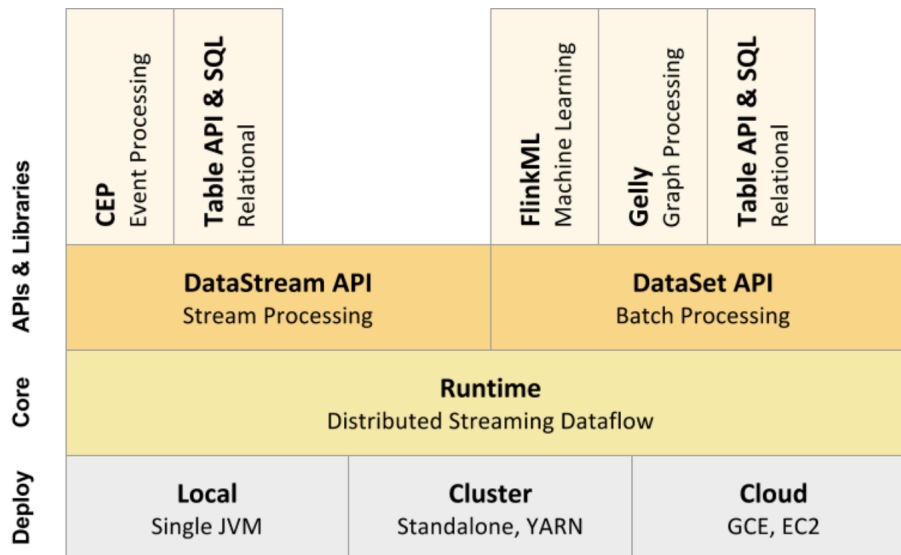 APIs & Libraries
CEP
Event Processing
Table API & SQL
Relational
FlinkML
Machine Learning
Gelly
Graph Processing
Table API & SQL
Relational
DataStream API
Stream Processing
DataSet API
Batch Processing
Core
Runtime
Distributed Streaming Dataflow
Deploy
Local
Single JVM
Cluster
Standalone, YARN
Cloud
GCE, EC2